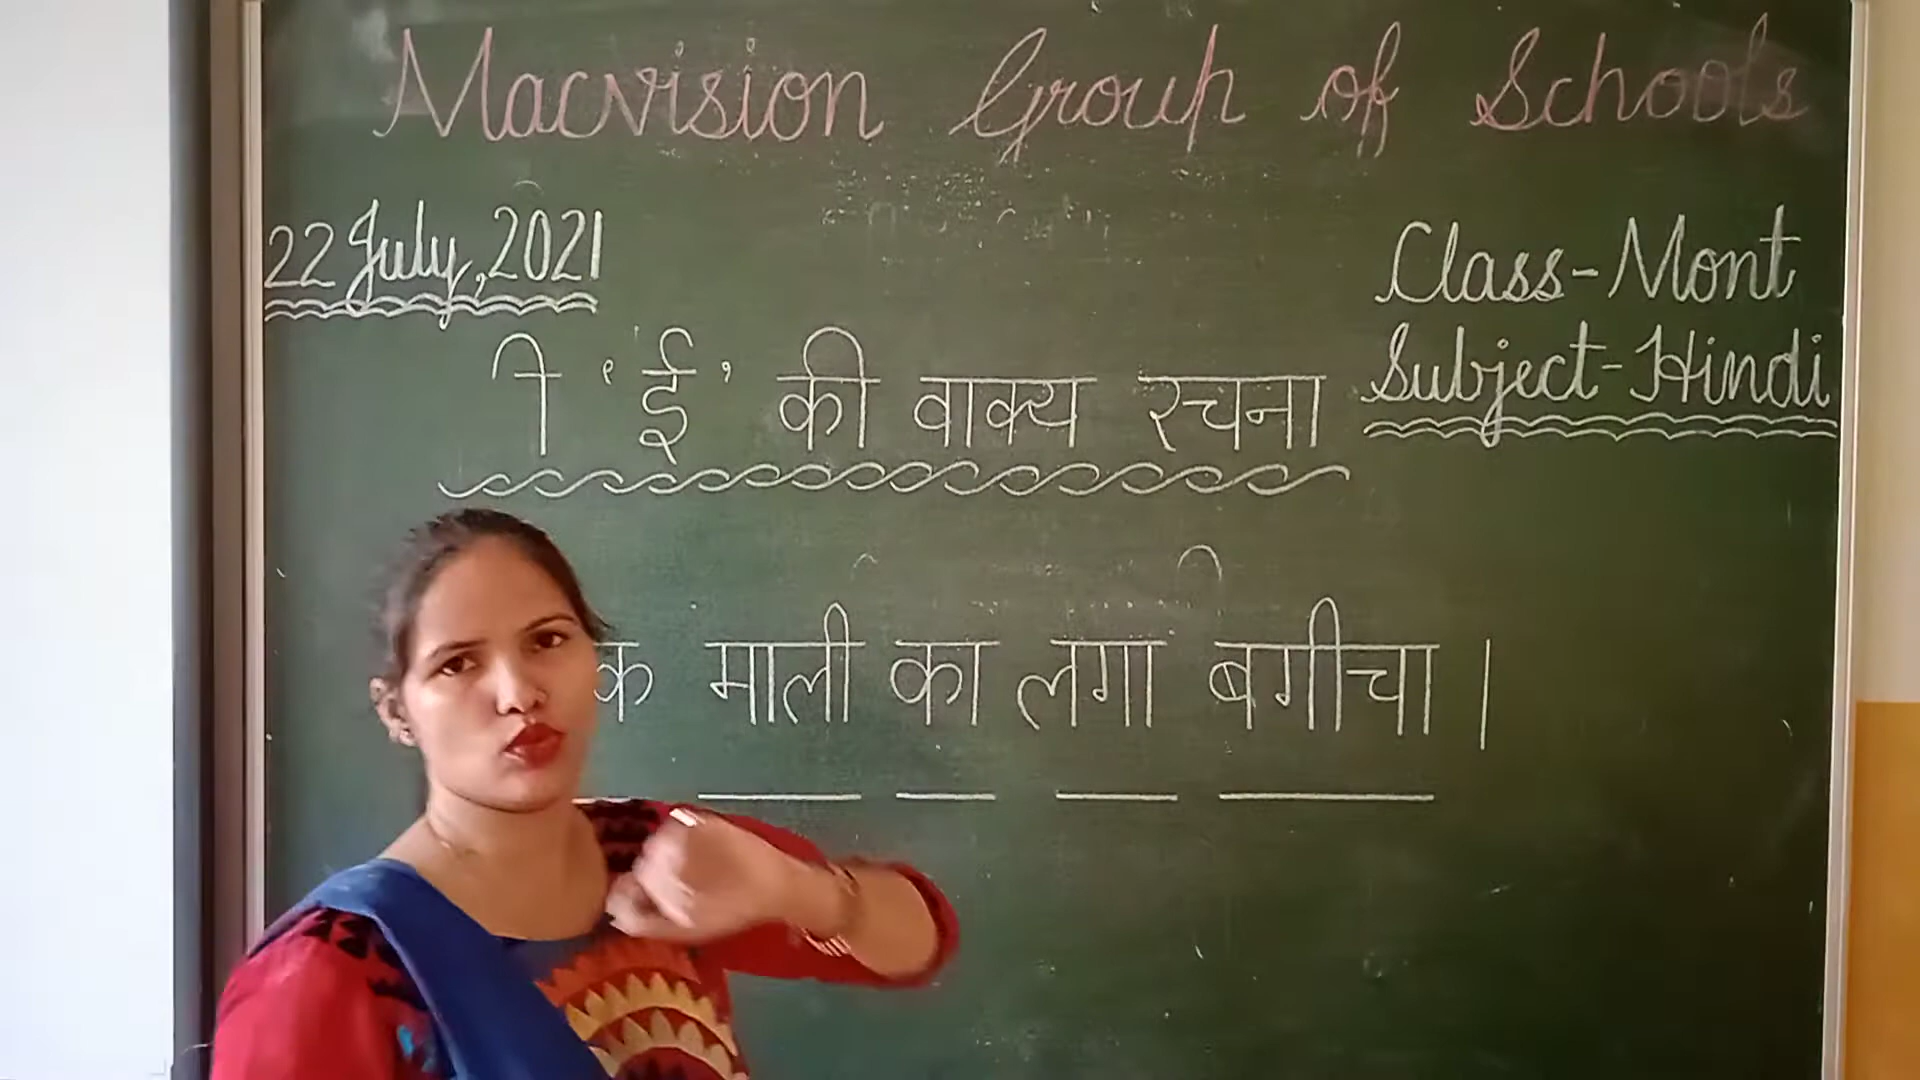 Macvision Group of Schools
22 July, 2021
Class-Mont
Subject-Hindi
ी 'ई' की वाक्य रचना
माली का लगा बगीचा।